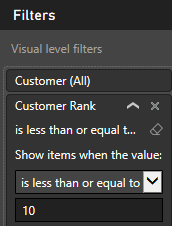 Filters
Visual level filters
Customer (All)
Customer Rank
is less than or equal t...
Show items when the value:
is less than or equal to
10